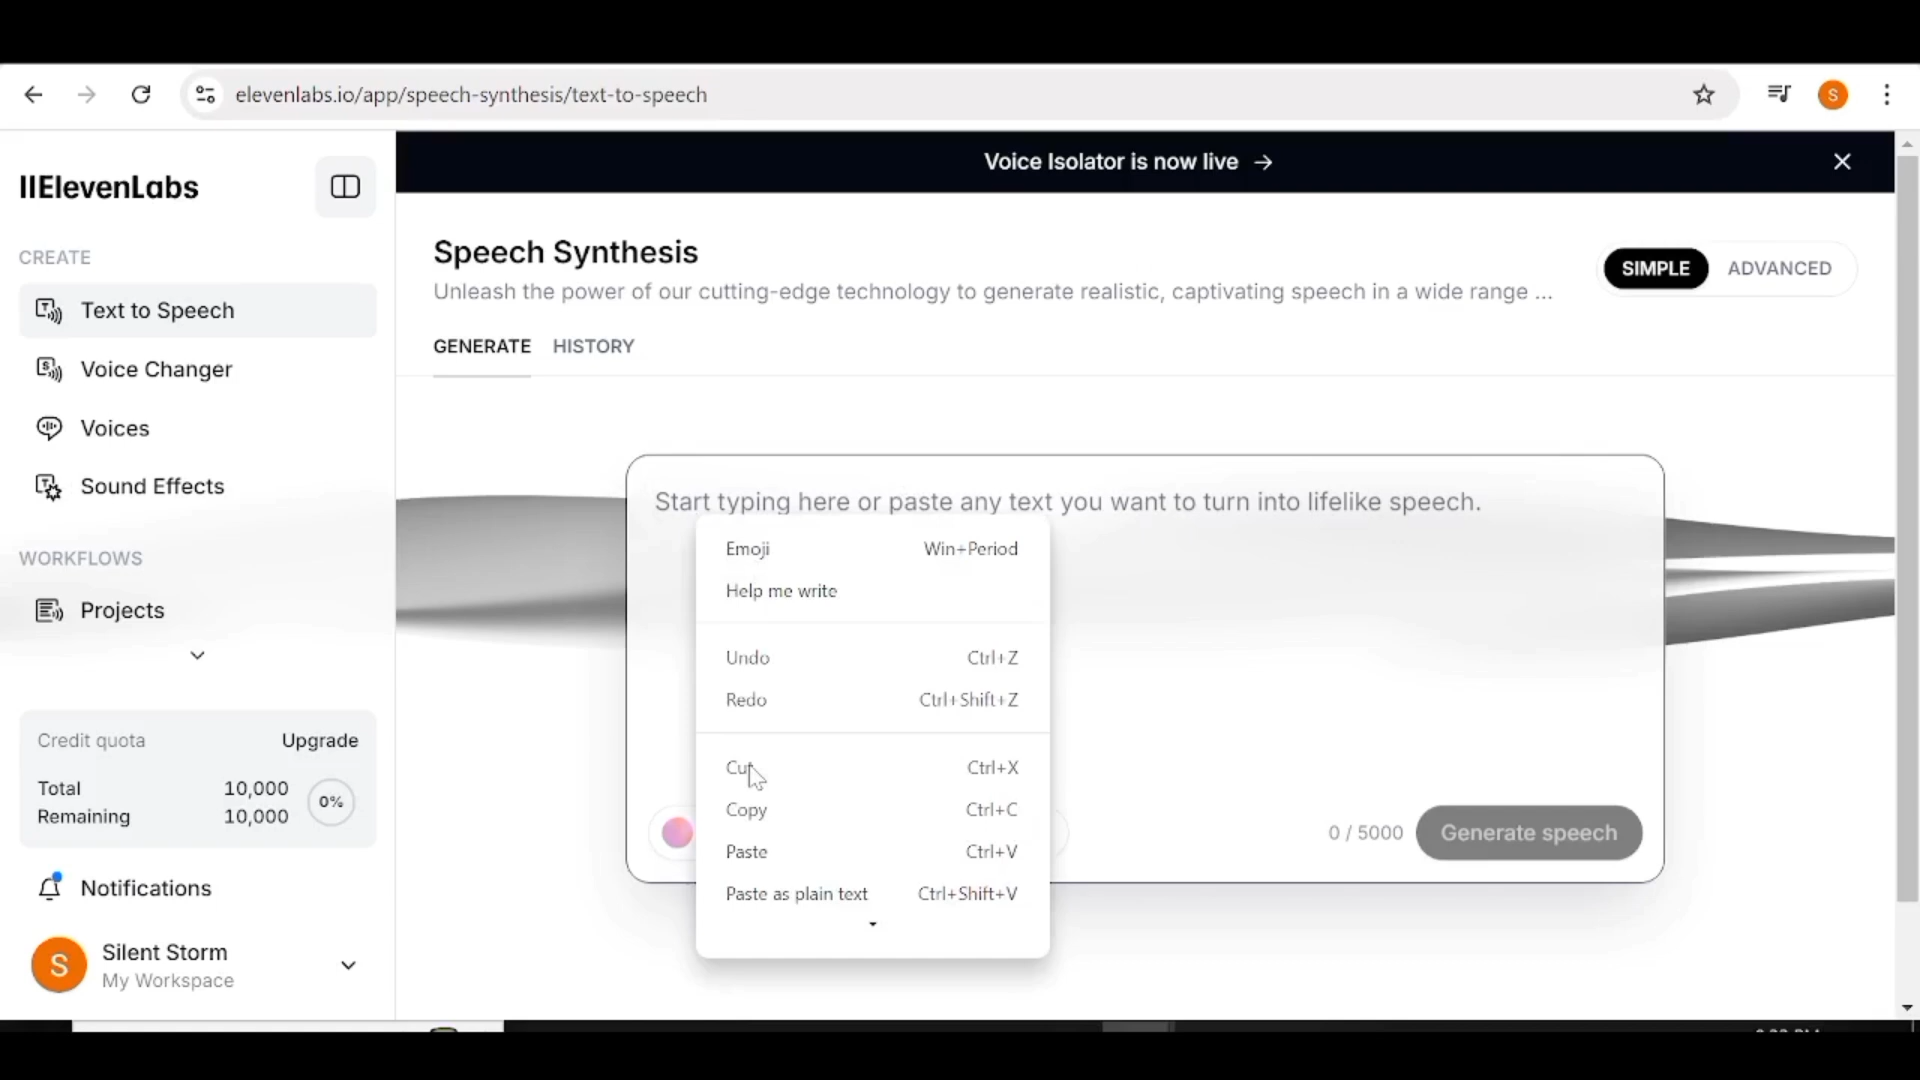 elevenlabs.io/app/speech-synthesis/text-to-speech
S
Voice Isolator is now live →
IIElevenLabs
CREATE
Text to Speech
Voice Changer
Voices
Sound Effects
WORKFLOWS
Projects
Credit quota Upgrade
Total 10,000
Remaining 10,000
0%
Notifications
S
Silent Storm
My Workspace
Speech Synthesis
Unleash the power of our cutting-edge technology to generate realistic, captivating speech in a wide range ...
SIMPLE ADVANCED
GENERATE HISTORY
Start typing here or paste any text you want to turn into lifelike speech.
Emoji Win+Period
Help me write
Undo Ctrl+Z
Redo Ctrl+Shift+Z
Cut Ctrl+X
Copy Ctrl+C
Paste Ctrl+V
Paste as plain text Ctrl+Shift+V
0 / 5000 Generate speech